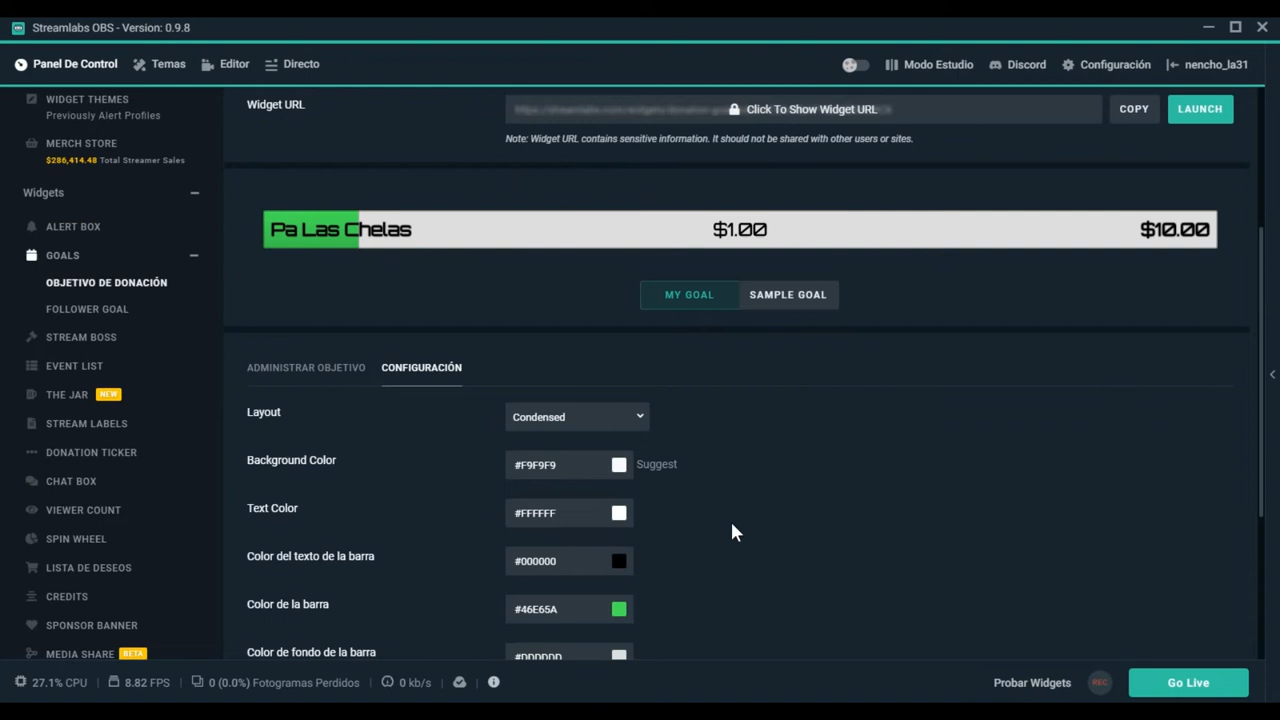 Streamlabs OBS - Version: 0.9.8
Panel De Control
Temas
Editor
Directo
Modo Estudio
Discord
Configuración
nencho_la31
WIDGET THEMES
Previously Alert Profiles
MERCH STORE
$286,414.48 Total Streamer Sales
Widgets
ALERT BOX
GOALS
OBJETIVO DE DONACIÓN
FOLLOWER GOAL
STREAM BOSS
EVENT LIST
THE JAR NEW
STREAM LABELS
DONATION TICKER
CHAT BOX
VIEWER COUNT
SPIN WHEEL
LISTA DE DESEOS
CREDITS
SPONSOR BANNER
MEDIA SHARE BETA
Widget URL
Click To Show Widget URL
COPY
LAUNCH
Note: Widget URL contains sensitive information. It should not be shared with other users or sites.
Pa Las Chelas $1.00 $10.00
MY GOAL
SAMPLE GOAL
ADMINISTRAR OBJETIVO
CONFIGURACIÓN
Layout
Condensed
Background Color
#F9F9F9
Suggest
Text Color
#FFFFFF
Color del texto de la barra
#000000
Color de la barra
#46E65A
Color de fondo de la barra
#DDDDDD
27.1% CPU
8.82 FPS
0 (0.0%) Fotogramas Perdidos
0 kb/s
Probar Widgets
REC
Go Live